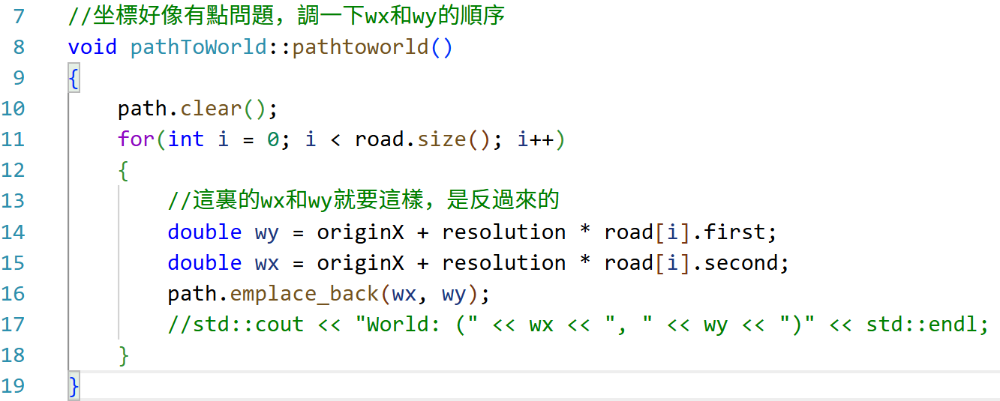 7 //坐標好像有點問題，調一下wx和wy的順序
8 void pathToWorld::pathtoworld()
9 {
10 path.clear();
11 for(int i = 0; i < road.size(); i++)
12 {
13 //這裏的wx和wy就要這樣，是反過來的
14 double wy = originX + resolution * road[i].first;
15 double wx = originX + resolution * road[i].second;
16 path.emplace_back(wx, wy);
17 //std::cout << "World: (" << wx << ", " << wy << ")" << std::endl;
18 }
19 }